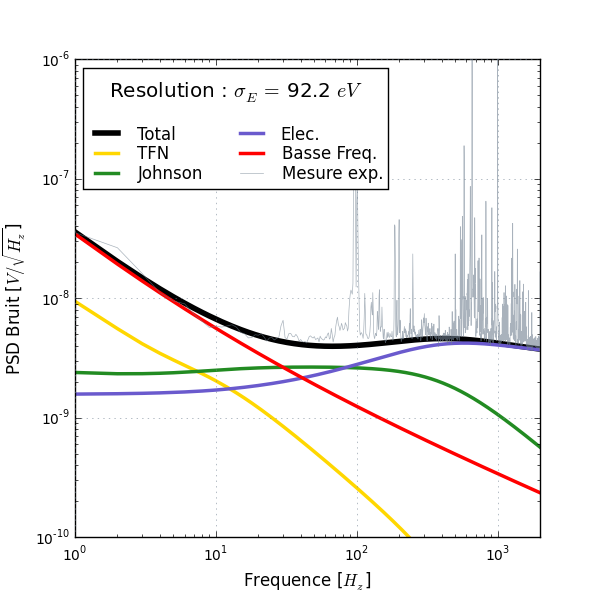 Resolution : σ_E = 92.2 eV
Total
TFN
Johnson
Elec.
Basse Freq.
Mesure exp.
PSD Bruit [V/√H_z]
10^-6
10^-7
10^-8
10^-9
10^-10
10^0
10^1
10^2
10^3
Frequence [H_z]